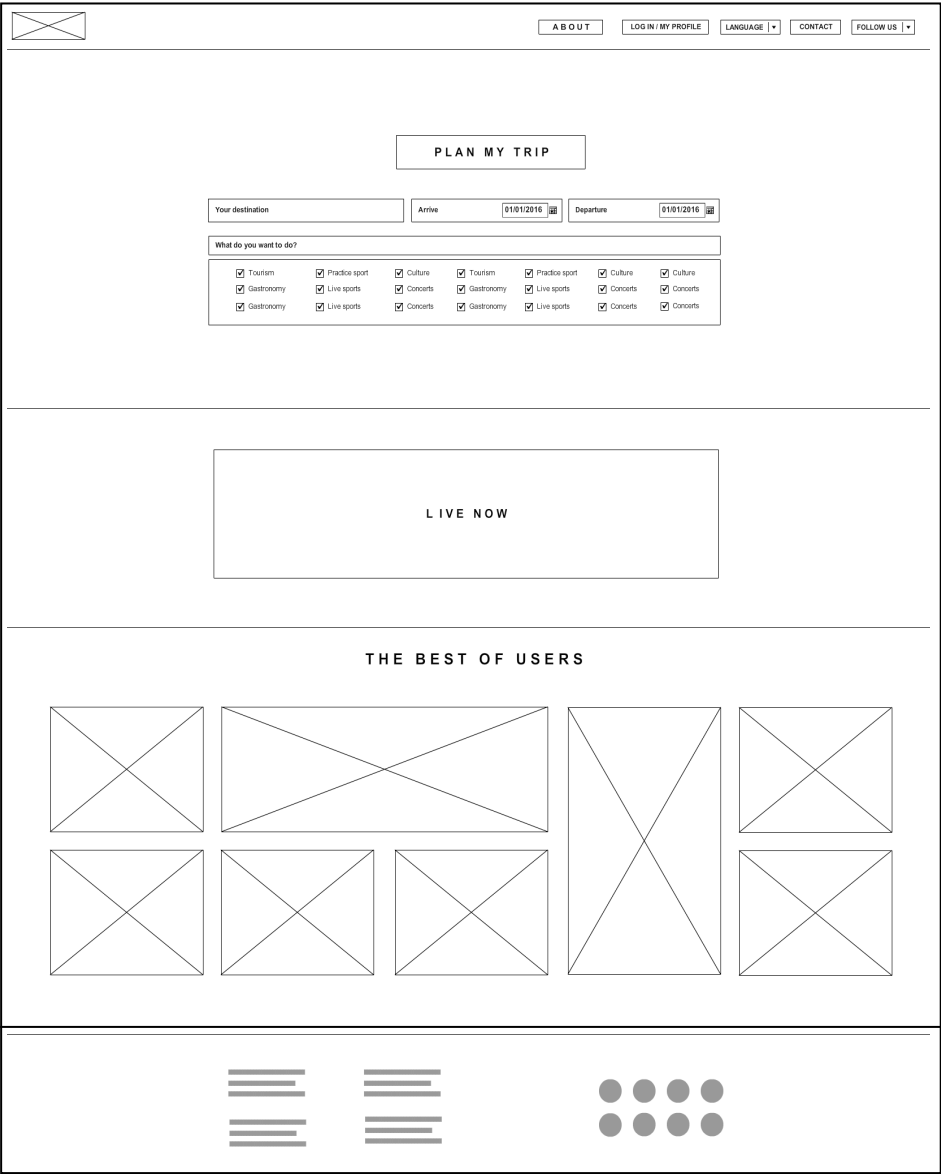 ABOUT LOG IN / MY PROFILE LANGUAGE CONTACT FOLLOW US
PLAN MY TRIP
Your destination Arrive 01/01/2016 Departure 01/01/2016
What do you want to do?
Tourism Practice sport Culture Tourism Practice sport Culture Culture
Gastronomy Live sports Concerts Gastronomy Live sports Concerts Concerts
Gastronomy Live sports Concerts Gastronomy Live sports Concerts Concerts
LIVE NOW
THE BEST OF USERS